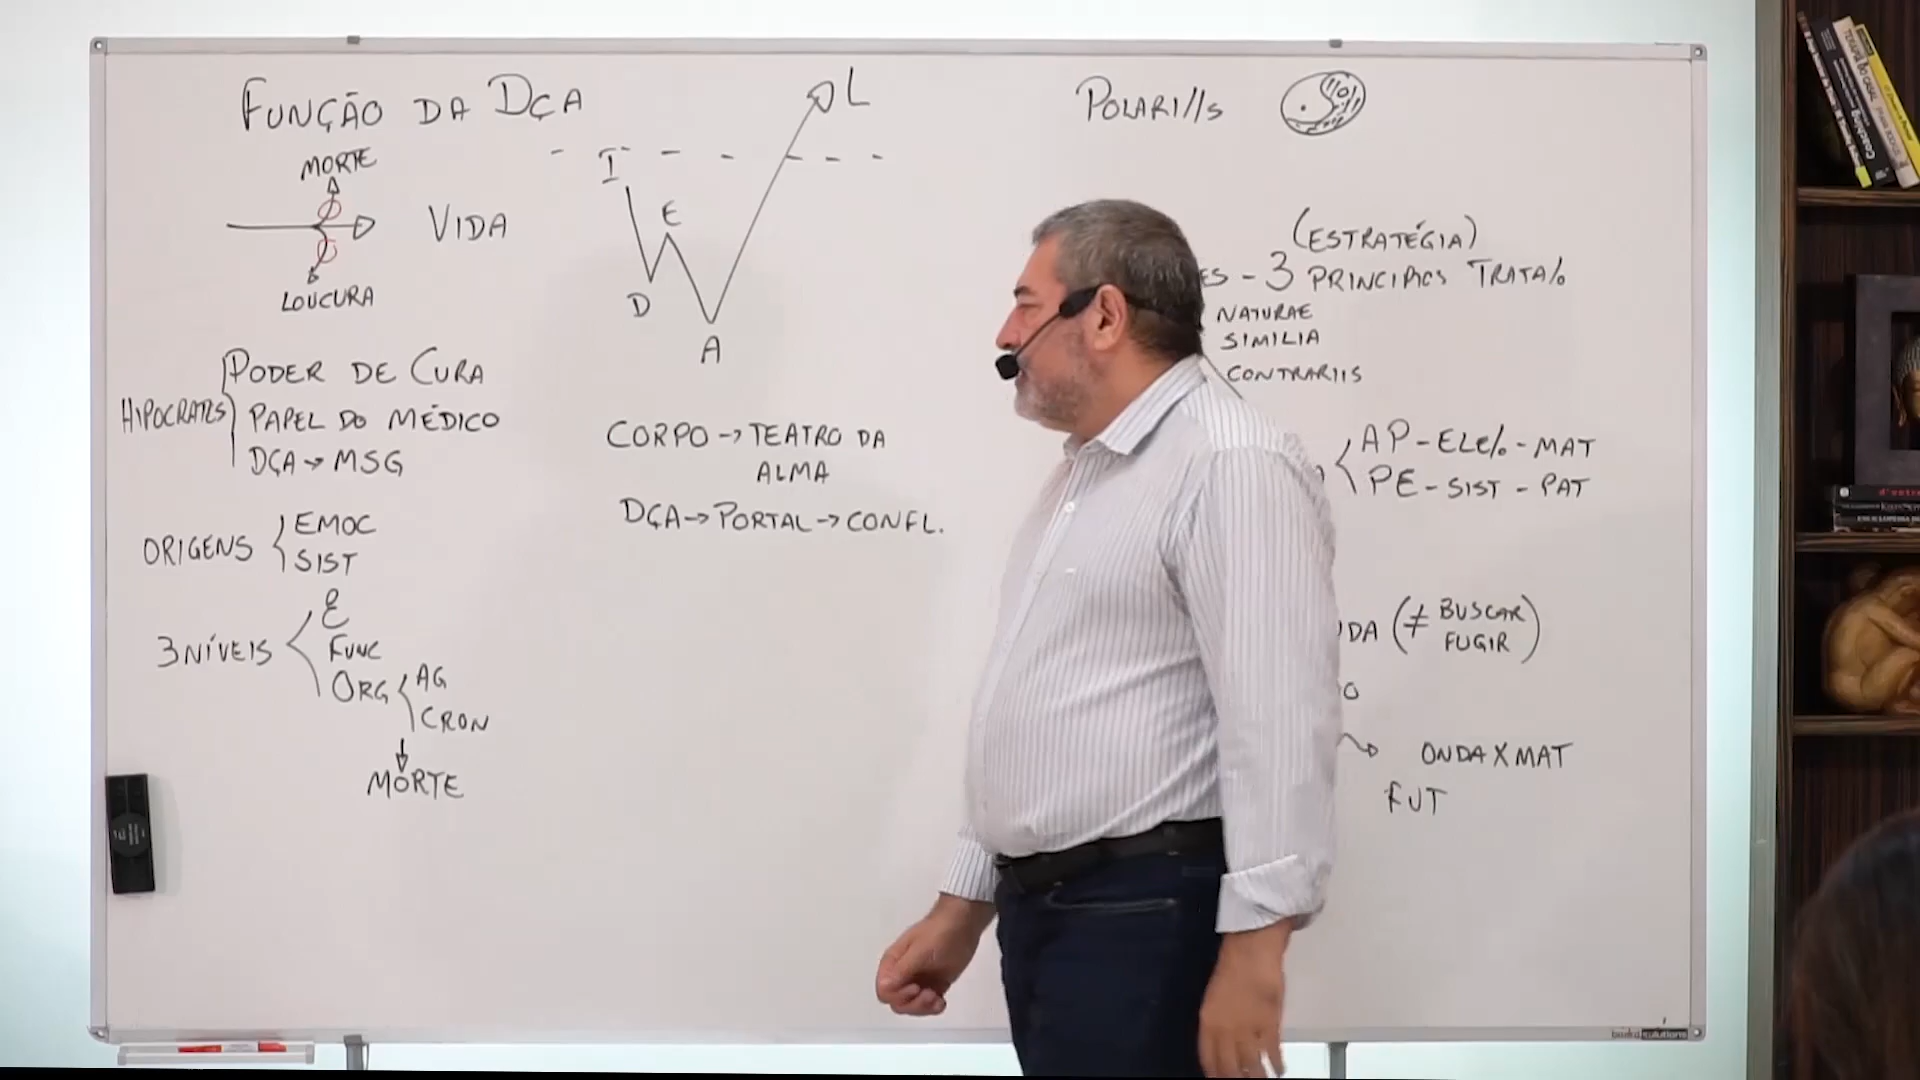 FUNÇÃO DA DÇA
MORTE
VIDA
LOUCURA
HIPOCRATES
PODER DE CURA
PAPEL DO MÉDICO
DÇA → MSG
ORIGENS
EMOC
SIST
3 NÍVEIS
E
FUNC
ORG
AG
CRON
MORTE
I
D
E
A
L
CORPO → TEATRO DA
ALMA
DÇA → PORTAL → CONFL.
POLARI//S
(ESTRATÉGIA)
ES - 3 PRINCIPIOS TRATA/o
NATURAE
SIMILIA
CONTRARIIS
AP - ELE/o - MAT
PE - SIST - PAT
DA (≠ BUSCAR
FUGIR)
O
ONDA X MAT
FUT